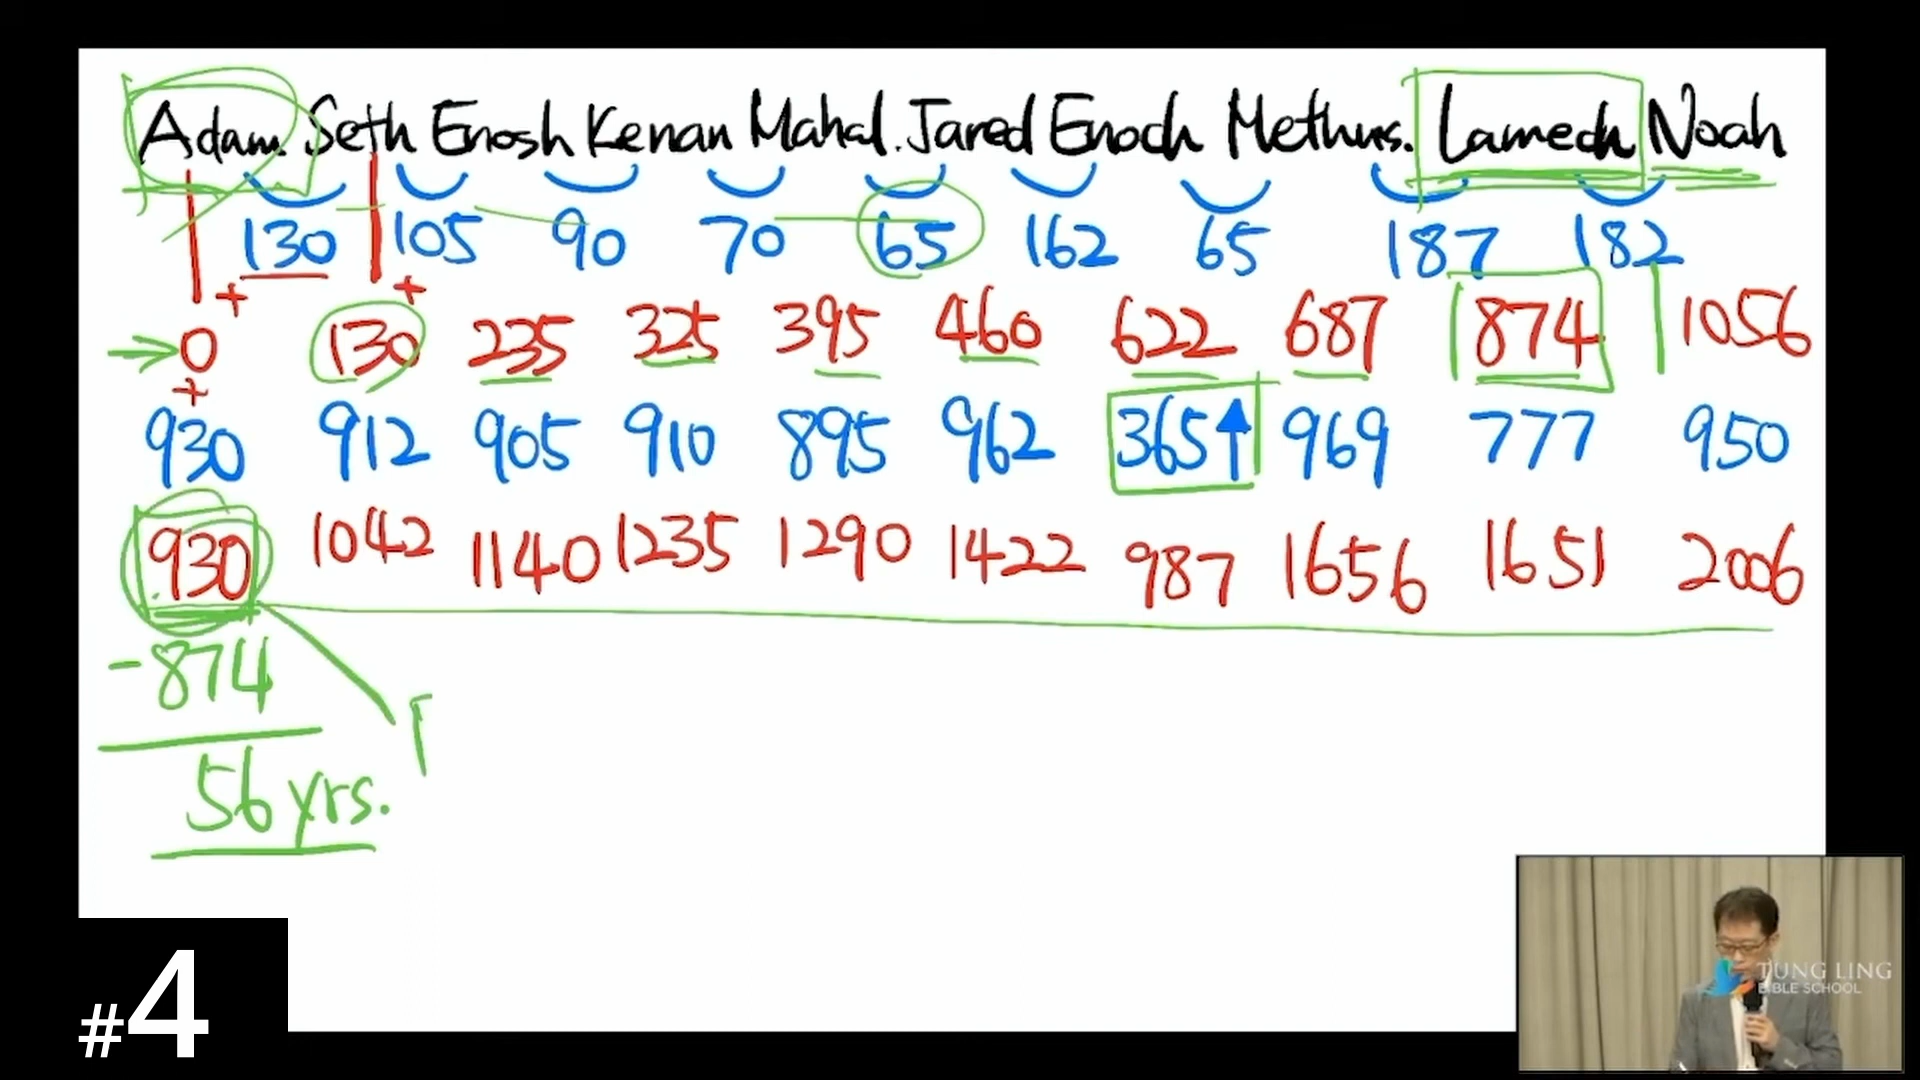 Adam Seth Enosh Kenan Mahal. Jared Enoch Methus. Lamech Noah
130 105 90 70 65 162 65 187 182
+ +
0 130 235 325 395 460 622 687 874 1056
+
930 912 905 910 895 962 365↑ 969 777 950
930 1042 1140 1235 1290 1422 987 1656 1651 2006
-874
56 yrs.
#4
TUNG LING
BIBLE SCHOOL